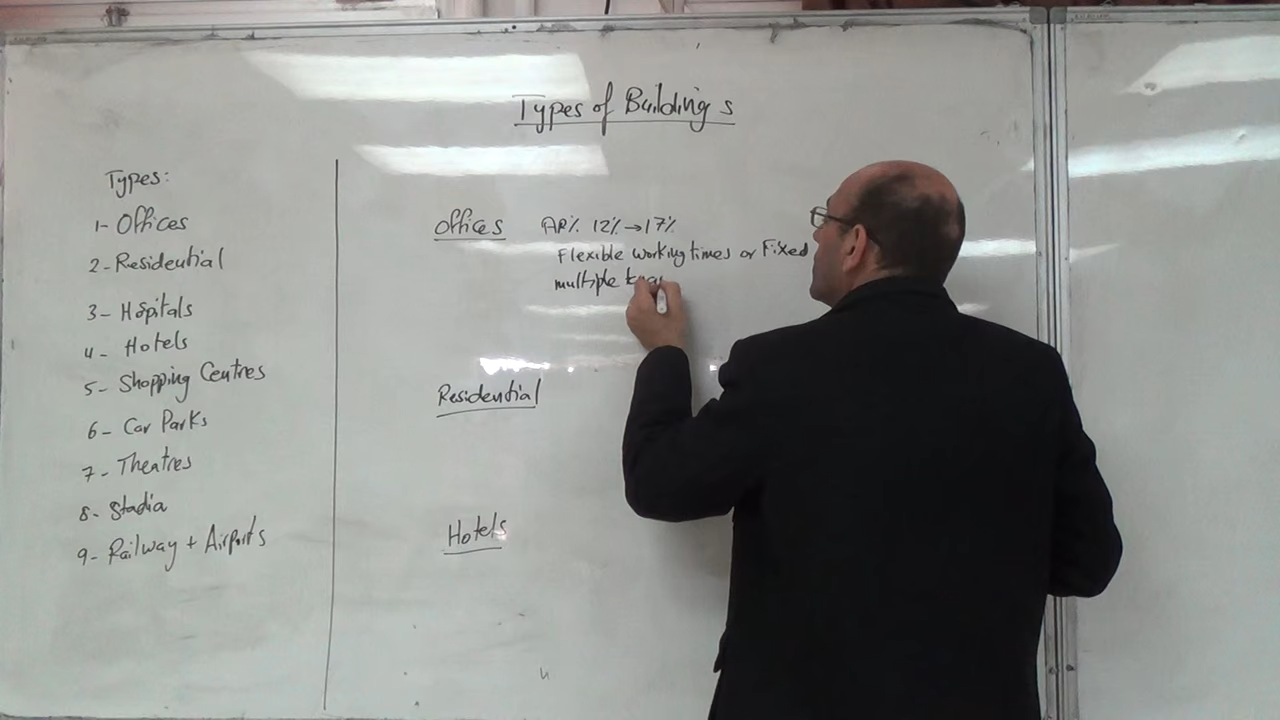 Types of Buildings
Types:
1- Offices
2- Residential
3- Hospitals
4- Hotels
5- Shopping Centres
6- Car Parks
7- Theatres
8- Stadia
9- Railway + Airports
Offices AR% 12% → 17%
Flexible working times or Fixed
multiple
Residential
Hotels